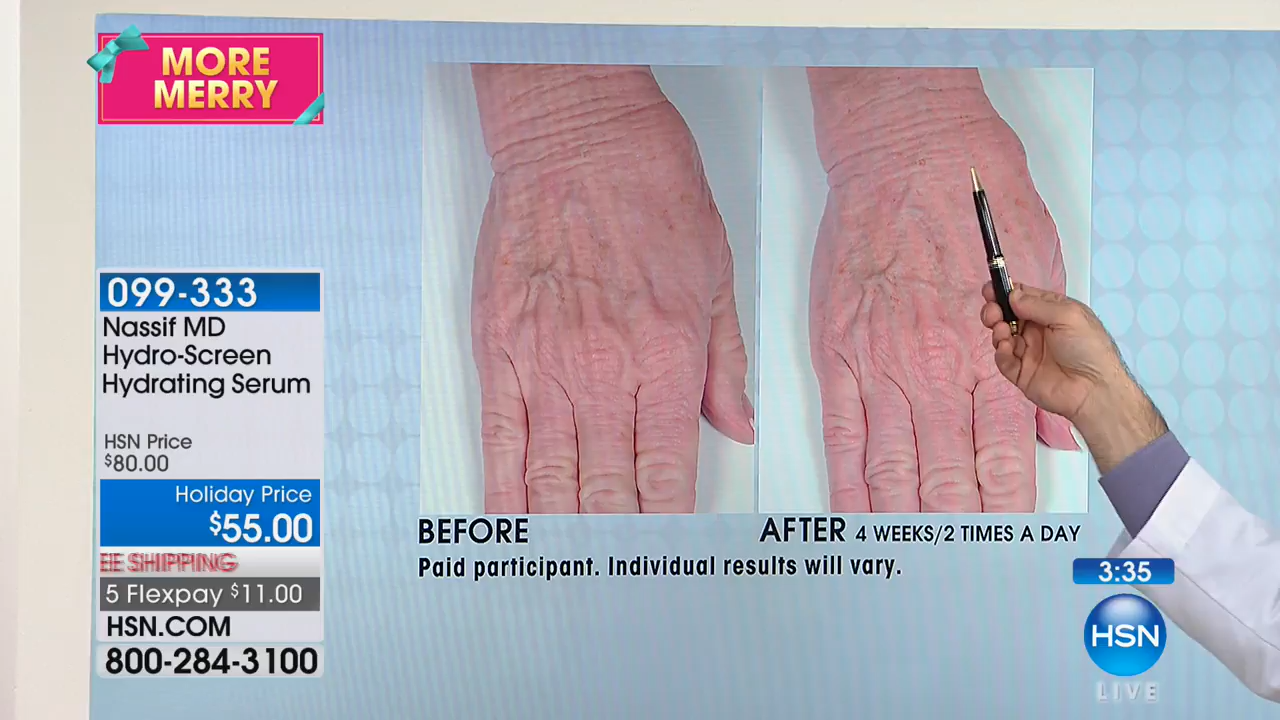 MORE
MERRY
099-333
Nassif MD
Hydro-Screen
Hydrating Serum
HSN Price
$80.00
Holiday Price
$55.00
EE SHIPPING
5 Flexpay $11.00
HSN.COM
800-284-3100
BEFORE
AFTER 4 WEEKS/2 TIMES A DAY
Paid participant. Individual results will vary.
3:35
HSN
LIVE